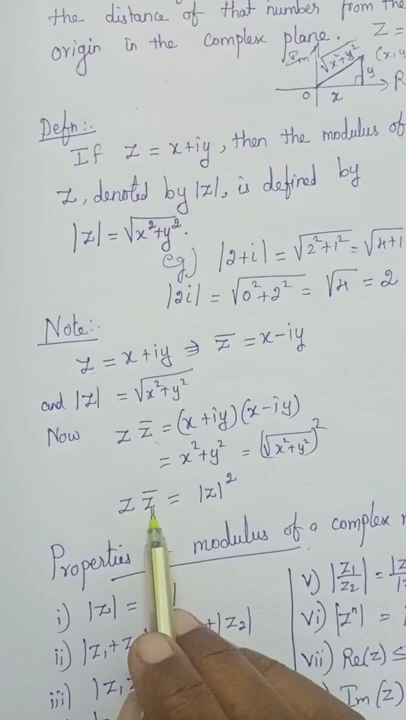 the distance of that number from the
origin in the complex plane.
Z =
Im
√x²+y²
(x,y
y
O
x
R
Defn:-
If z = x+iy, then the modulus of
z, denoted by |z|, is defined by
|z| = √x²+y².
eg) |2+i| = √2²+1² = √4+1
|2i| = √0²+2² = √4 = 2
Note:-
z = x+iy ⇒ z̅ = x-iy
and |z| = √x²+y²
Now z z̅ = (x+iy)(x-iy)
= x²+y² = (√x²+y²)²
z z̅ = |z|²
Properties modulus of a complex
i) |z| =
ii) |z₁+z
+|z₂|
iii) |z₁
v) |z₁/z₂| = |z
vi) |zⁿ| =
vii) Re(z) ≤
) Im(z)